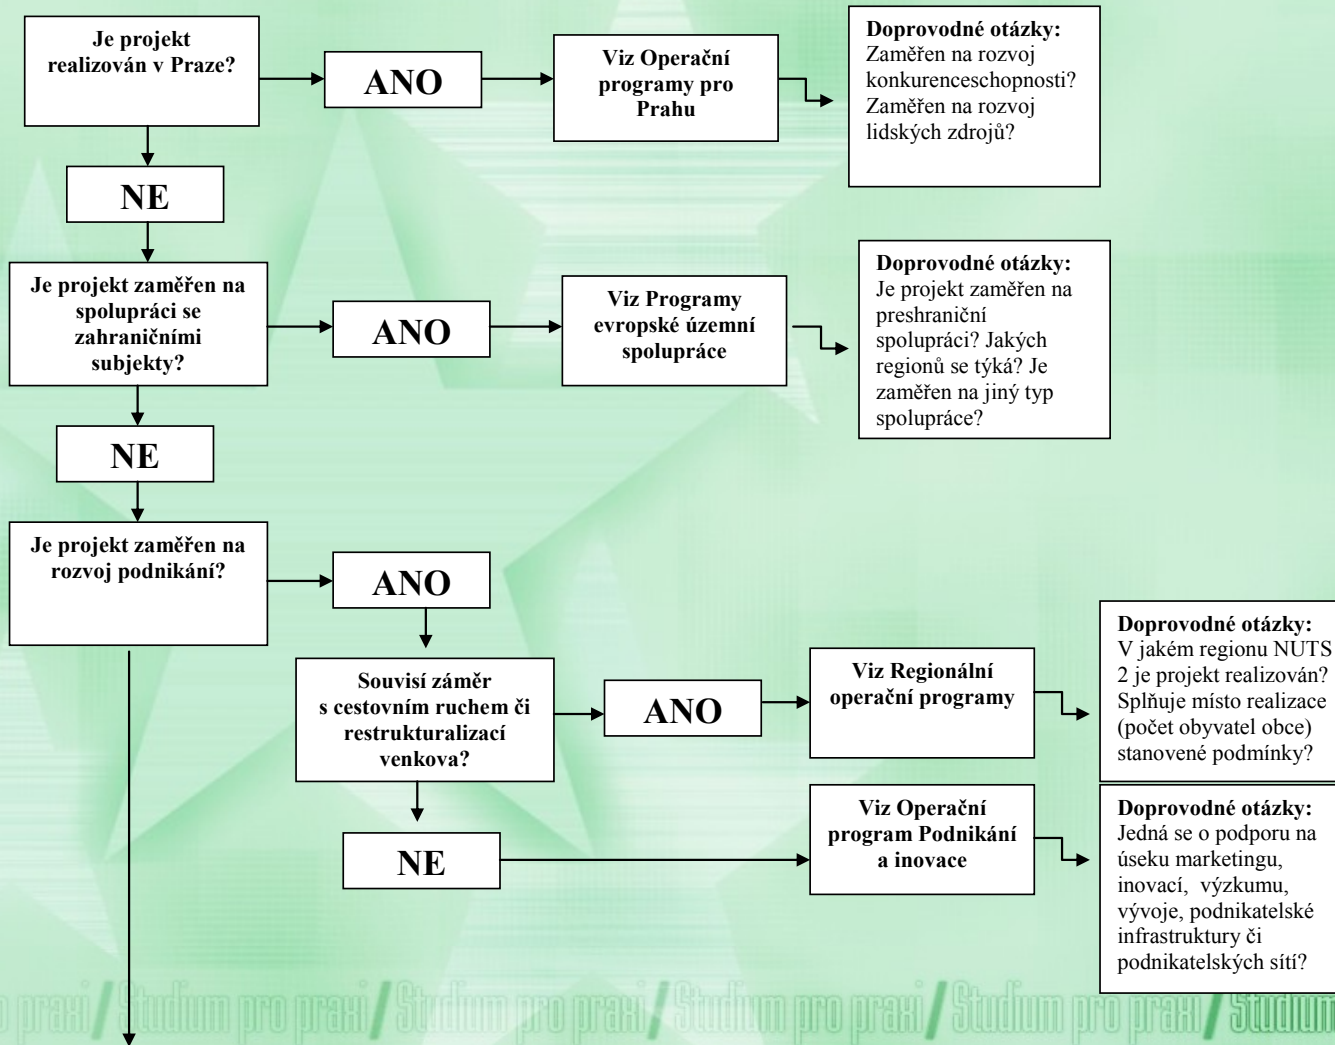 Je projekt
realizován v Praze?
ANO
Viz Operační
programy pro
Prahu
Doprovodné otázky:
Zaměřen na rozvoj
konkurenceschopnosti?
Zaměřen na rozvoj
lidských zdrojů?
NE
Je projekt zaměřen na
spolupráci se
zahraničními
subjekty?
ANO
Viz Programy
evropské územní
spolupráce
Doprovodné otázky:
Je projekt zaměřen na
preshraniční
spolupráci? Jakých
regionů se týká? Je
zaměřen na jiný typ
spolupráce?
NE
Je projekt zaměřen na
rozvoj podnikání?
ANO
Souvisí záměr
s cestovním ruchem či
restrukturalizací
venkova?
ANO
Viz Regionální
operační programy
Doprovodné otázky:
V jakém regionu NUTS
2 je projekt realizován?
Splňuje místo realizace
(počet obyvatel obce)
stanovené podmínky?
NE
Viz Operační
program Podnikání
a inovace
Doprovodné otázky:
Jedná se o podporu na
úseku marketingu,
inovací, výzkumu,
vývoje, podnikatelské
infrastruktury či
podnikatelských sítí?
o praxi / Studium pro praxi / Studium pro praxi / Studium pro praxi / Studium pro praxi / Studium